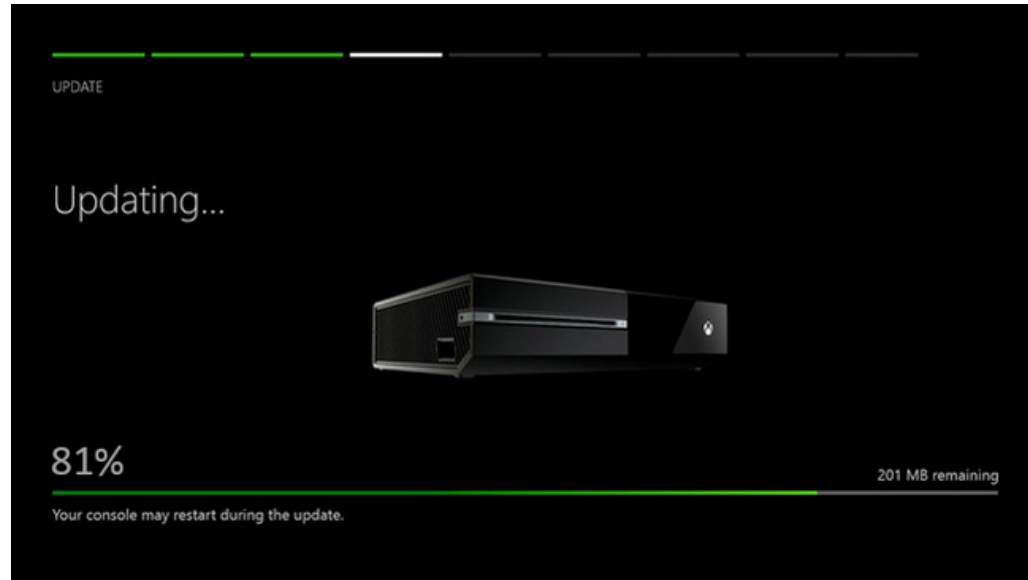 UPDATE
Updating...
81%
201 MB remaining
Your console may restart during the update.